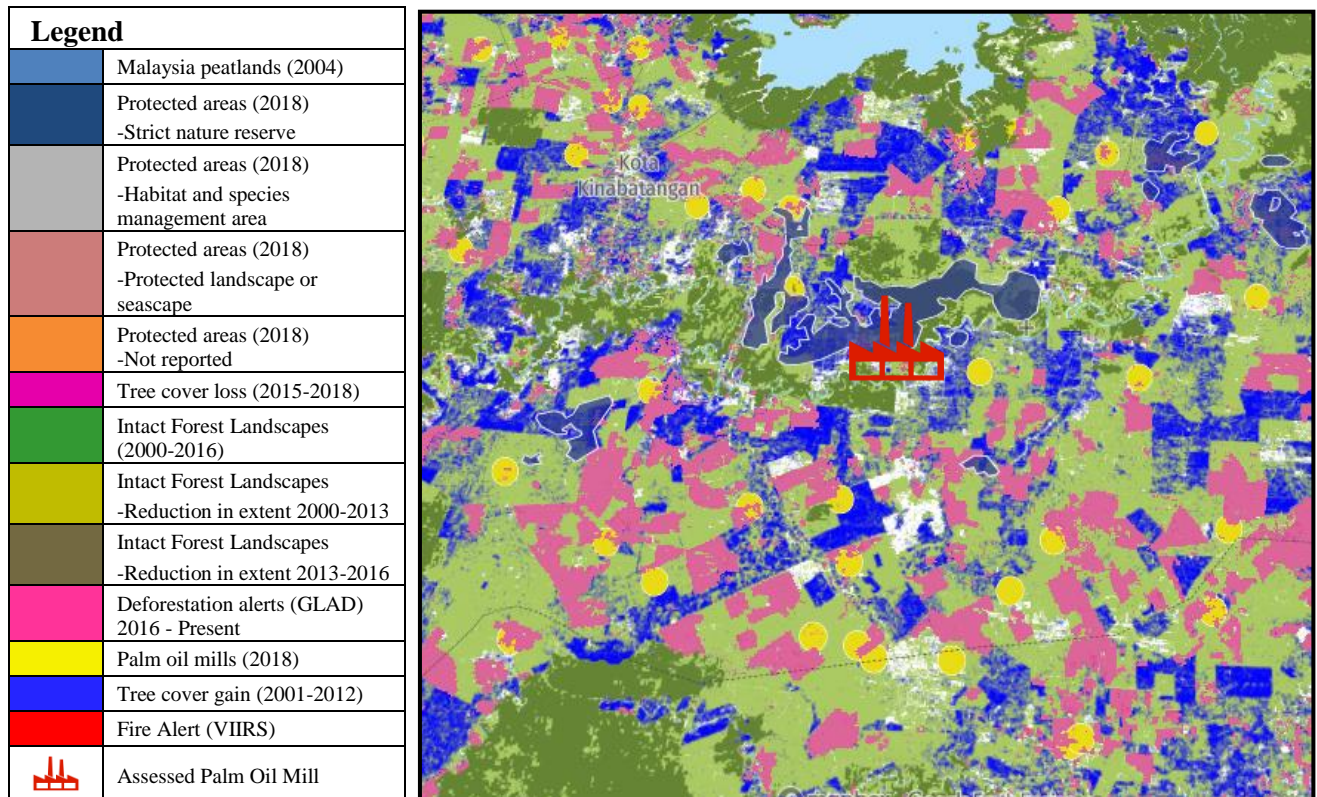 Legend
Malaysia peatlands (2004)
Protected areas (2018)
-Strict nature reserve
Protected areas (2018)
-Habitat and species
management area
Protected areas (2018)
-Protected landscape or
seascape
Protected areas (2018)
-Not reported
Tree cover loss (2015-2018)
Intact Forest Landscapes
(2000-2016)
Intact Forest Landscapes
-Reduction in extent 2000-2013
Intact Forest Landscapes
-Reduction in extent 2013-2016
Deforestation alerts (GLAD)
2016 - Present
Palm oil mills (2018)
Tree cover gain (2001-2012)
Fire Alert (VIIRS)
Assessed Palm Oil Mill
Kota
Kinabatangan